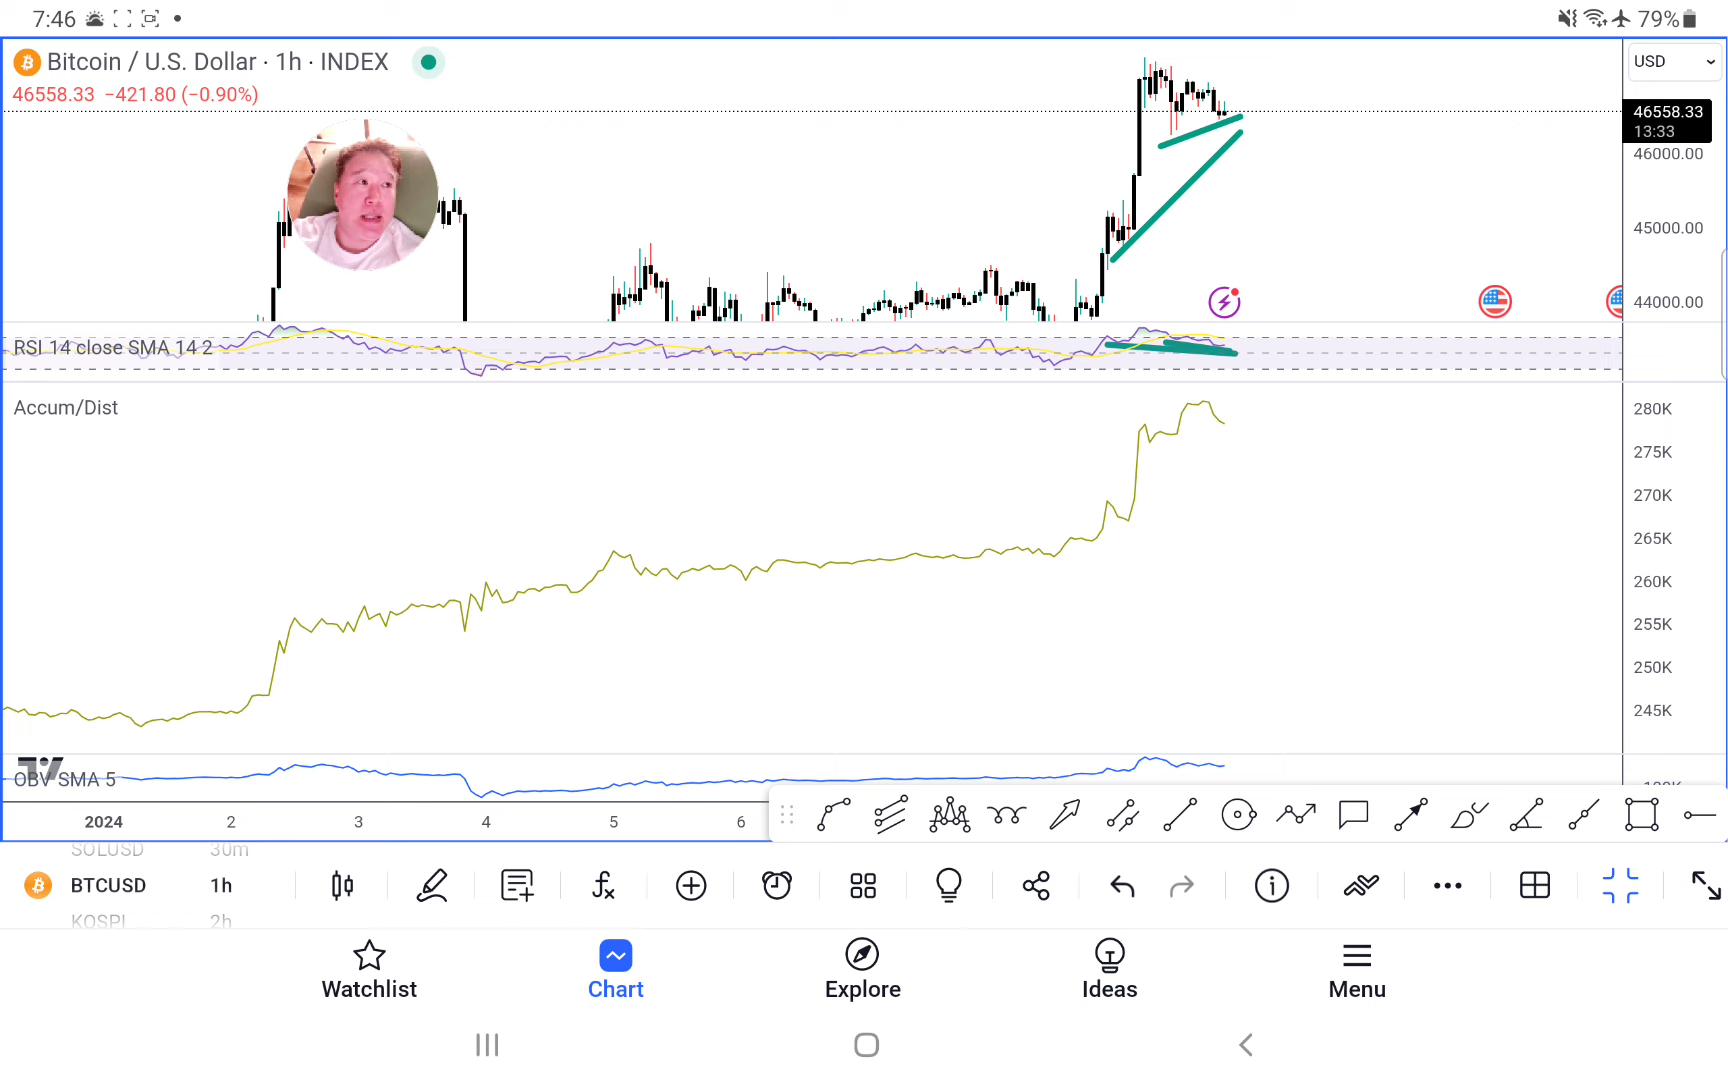 7:46
79%
Bitcoin / U.S. Dollar · 1h · INDEX
46558.33 −421.80 (−0.90%)
USD
46558.33
13:33
46000.00
45000.00
44000.00
RSI 14 close SMA 14 2
Accum/Dist
280K
275K
270K
265K
260K
255K
250K
245K
OBV SMA 5
2024 2 3 4 5 6
SOLUSD 30m
BTCUSD 1h
KOSPI 2h
Watchlist Chart Explore Ideas Menu